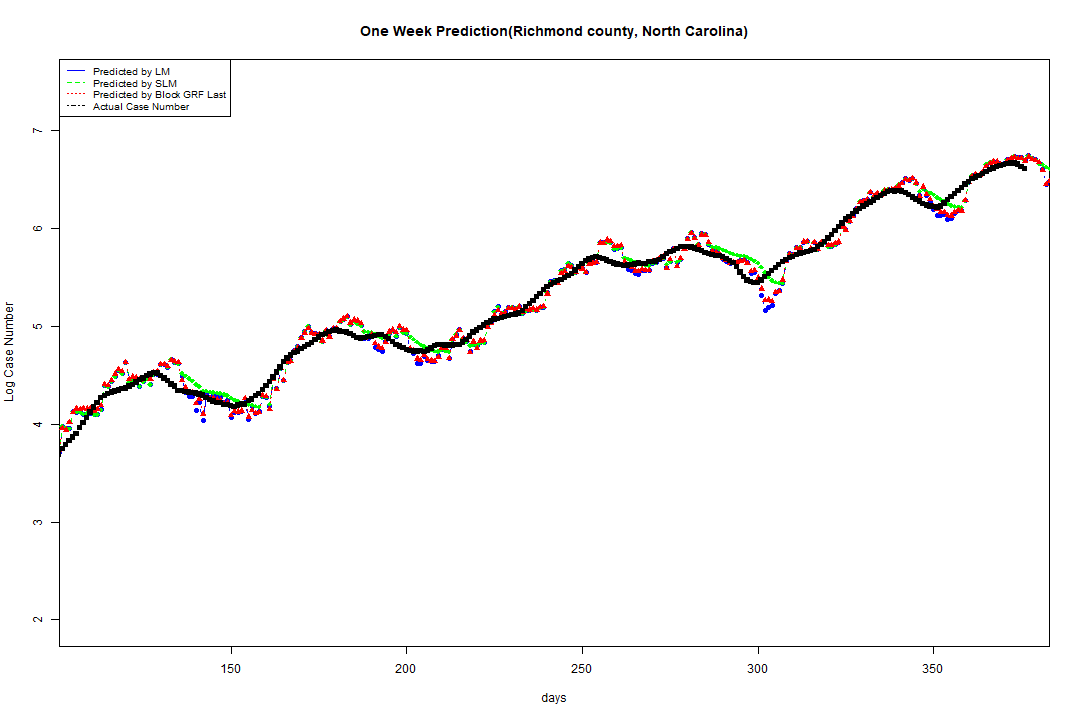 One Week Prediction(Richmond county, North Carolina)
Predicted by LM
Predicted by SLM
Predicted by Block GRF Last
Actual Case Number
7
6
5
4
3
2
Log Case Number
150 200 250 300 350
days